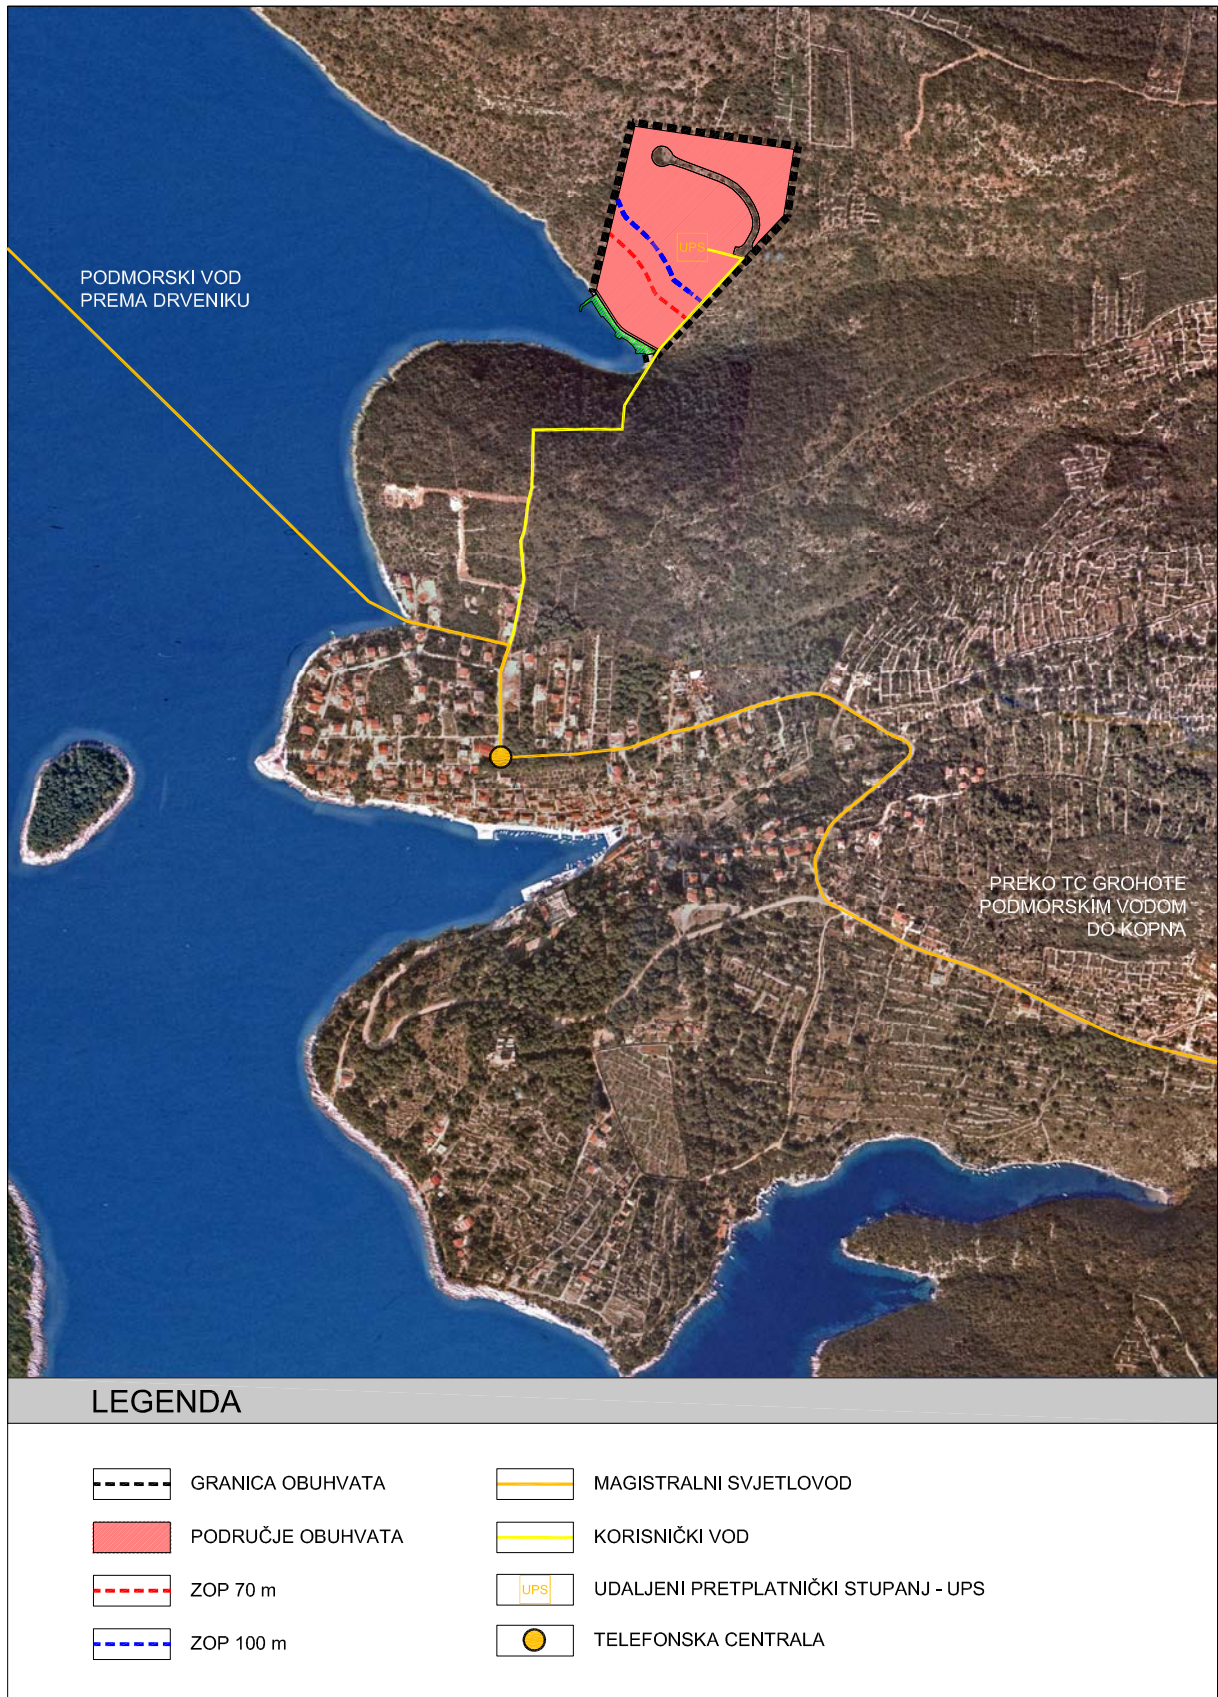 UPS
PODMORSKI VOD
PREMA DRVENIKU
PREKO TC GROHOTE
PODMORSKIM VODOM
DO KOPNA
LEGENDA
GRANICA OBUHVATA
PODRUČJE OBUHVATA
ZOP 70 m
ZOP 100 m
MAGISTRALNI SVJETLOVOD
KORISNIČKI VOD
UPS
UDALJENI PRETPLATNIČKI STUPANJ - UPS
TELEFONSKA CENTRALA